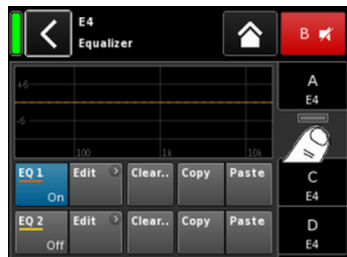 E4
Equalizer
B
+6
-6
100 1k 10k
A
E4
C
E4
D
E4
EQ 1
On
Edit
Clear..
Copy
Paste
EQ 2
Off
Edit
Clear..
Copy
Paste